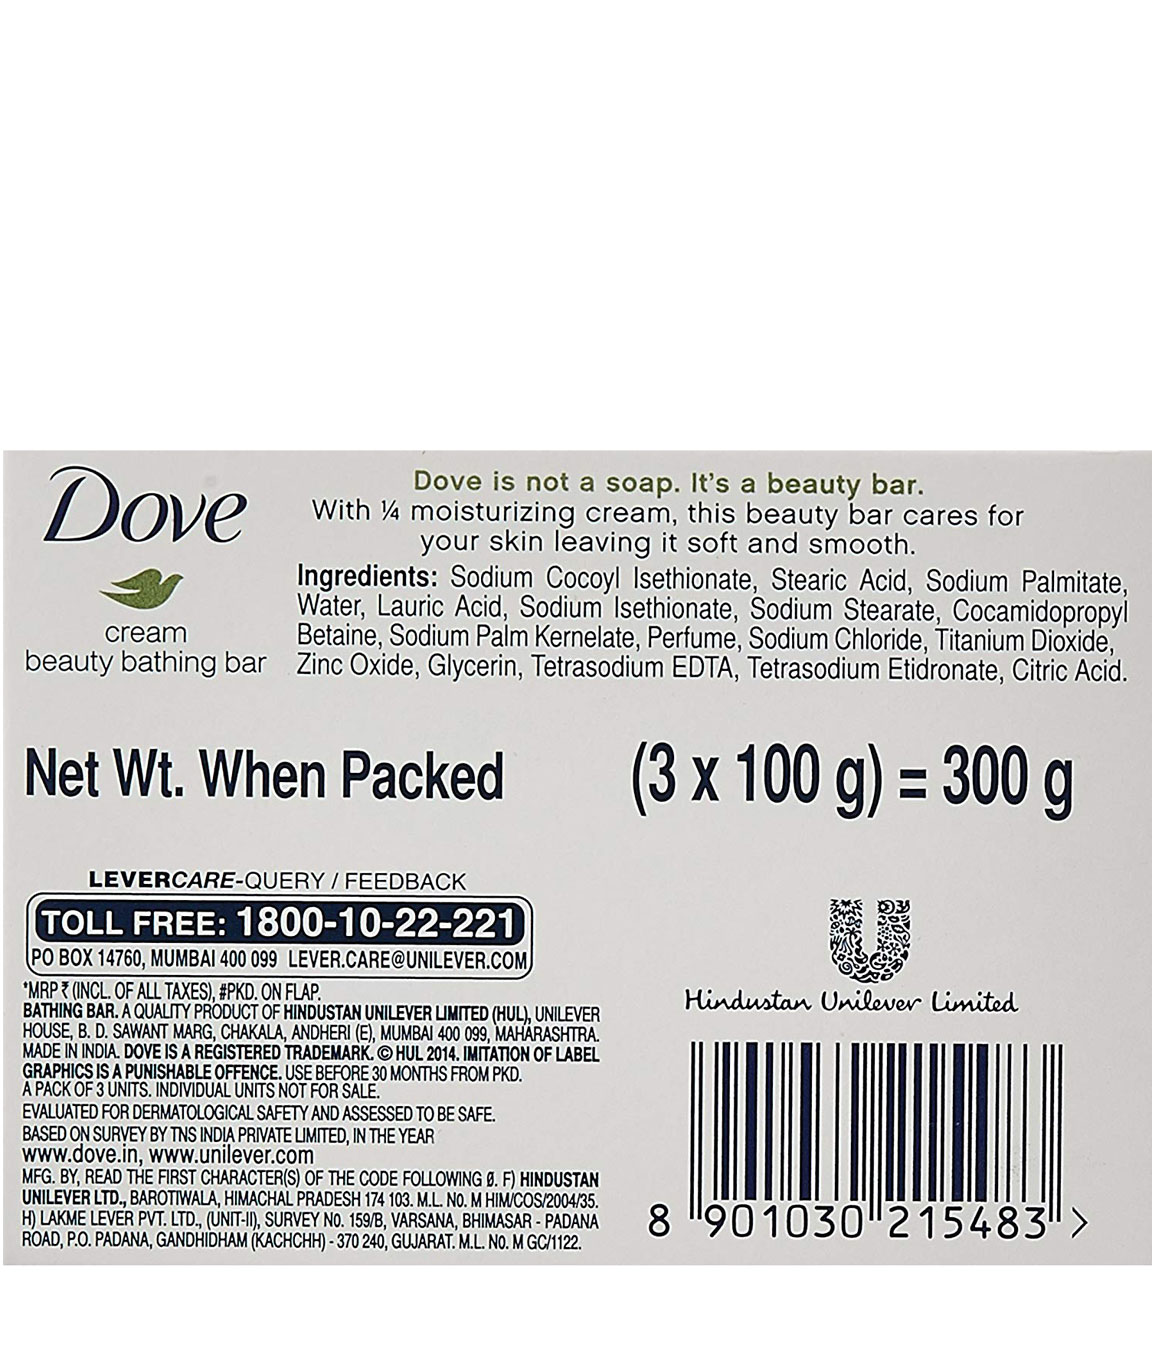 Dove
cream
beauty bathing bar
Dove is not a soap. It's a beauty bar.
With ¼ moisturizing cream, this beauty bar cares for
your skin leaving it soft and smooth.
Ingredients: Sodium Cocoyl Isethionate, Stearic Acid, Sodium Palmitate,
Water, Lauric Acid, Sodium Isethionate, Sodium Stearate, Cocamidopropyl
Betaine, Sodium Palm Kernelate, Perfume, Sodium Chloride, Titanium Dioxide,
Zinc Oxide, Glycerin, Tetrasodium EDTA, Tetrasodium Etidronate, Citric Acid.
Net Wt. When Packed (3 x 100 g) = 300 g
LEVERCARE-QUERY / FEEDBACK
TOLL FREE: 1800-10-22-221
PO BOX 14760, MUMBAI 400 099 LEVER.CARE@UNILEVER.COM
*MRP ₹ (INCL. OF ALL TAXES), #PKD. ON FLAP.
BATHING BAR. A QUALITY PRODUCT OF HINDUSTAN UNILEVER LIMITED (HUL), UNILEVER
HOUSE, B. D. SAWANT MARG, CHAKALA, ANDHERI (E), MUMBAI 400 099, MAHARASHTRA.
MADE IN INDIA. DOVE IS A REGISTERED TRADEMARK. © HUL 2014. IMITATION OF LABEL
GRAPHICS IS A PUNISHABLE OFFENCE. USE BEFORE 30 MONTHS FROM PKD.
A PACK OF 3 UNITS. INDIVIDUAL UNITS NOT FOR SALE.
EVALUATED FOR DERMATOLOGICAL SAFETY AND ASSESSED TO BE SAFE.
BASED ON SURVEY BY TNS INDIA PRIVATE LIMITED, IN THE YEAR
www.dove.in, www.unilever.com
MFG. BY, READ THE FIRST CHARACTER(S) OF THE CODE FOLLOWING Ø. F) HINDUSTAN
UNILEVER LTD., BAROTIWALA, HIMACHAL PRADESH 174 103. M.L. NO. M HIM/COS/2004/35.
H) LAKME LEVER PVT. LTD., (UNIT-II), SURVEY NO. 159/B, VARSANA, BHIMASAR - PADANA
ROAD, P.O. PADANA, GANDHIDHAM (KACHCHH) - 370 240, GUJARAT. M.L. NO. M GC/1122.
Hindustan Unilever Limited
8 901030 215483 >